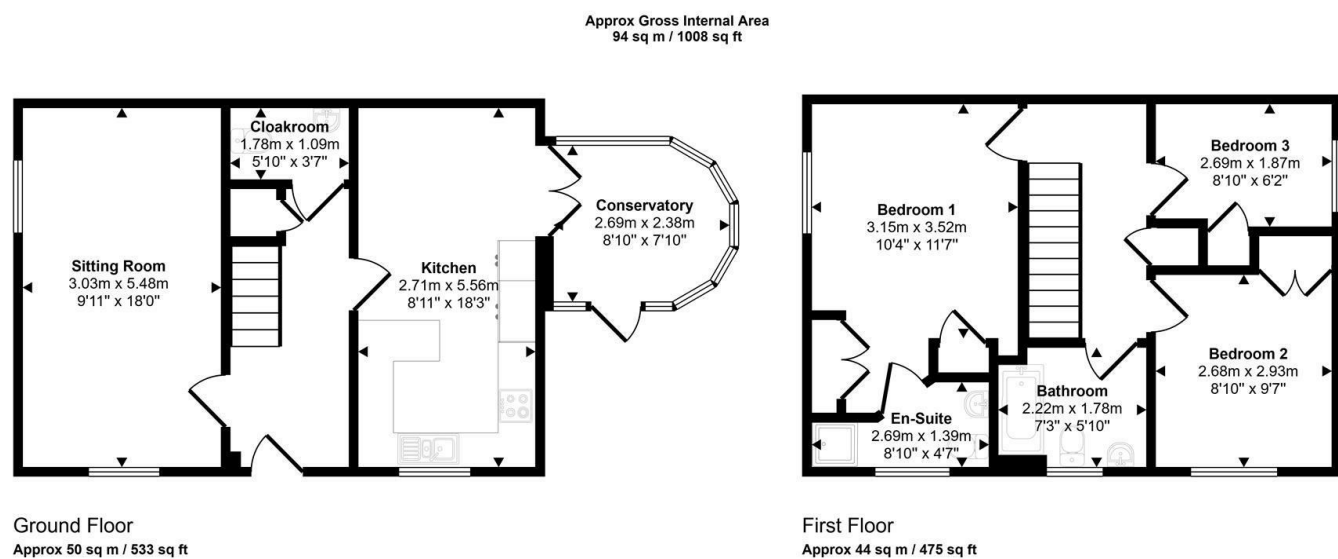 Approx Gross Internal Area
94 sq m / 1008 sq ft
Cloakroom
1.78m x 1.09m
5'10" x 3'7"
Sitting Room
3.03m x 5.48m
9'11" x 18'0"
Kitchen
2.71m x 5.56m
8'11" x 18'3"
Conservatory
2.69m x 2.38m
8'10" x 7'10"
Ground Floor
Approx 50 sq m / 533 sq ft
Bedroom 1
3.15m x 3.52m
10'4" x 11'7"
Bedroom 3
2.69m x 1.87m
8'10" x 6'2"
Bedroom 2
2.68m x 2.93m
8'10" x 9'7"
Bathroom
2.22m x 1.78m
7'3" x 5'10"
En-Suite
2.69m x 1.39m
8'10" x 4'7"
First Floor
Approx 44 sq m / 475 sq ft